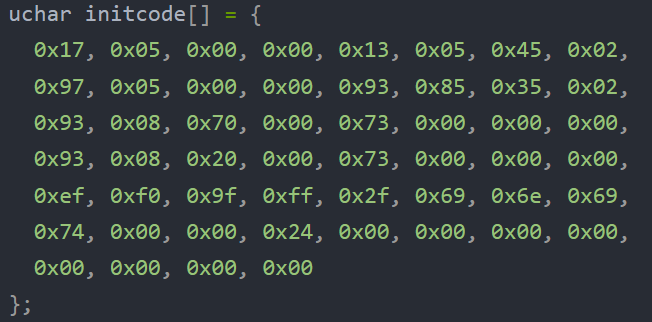 uchar initcode[] = {
  0x17, 0x05, 0x00, 0x00, 0x13, 0x05, 0x45, 0x02,
  0x97, 0x05, 0x00, 0x00, 0x93, 0x85, 0x35, 0x02,
  0x93, 0x08, 0x70, 0x00, 0x73, 0x00, 0x00, 0x00,
  0x93, 0x08, 0x20, 0x00, 0x73, 0x00, 0x00, 0x00,
  0xef, 0xf0, 0x9f, 0xff, 0x2f, 0x69, 0x6e, 0x69,
  0x74, 0x00, 0x00, 0x24, 0x00, 0x00, 0x00, 0x00,
  0x00, 0x00, 0x00, 0x00
};